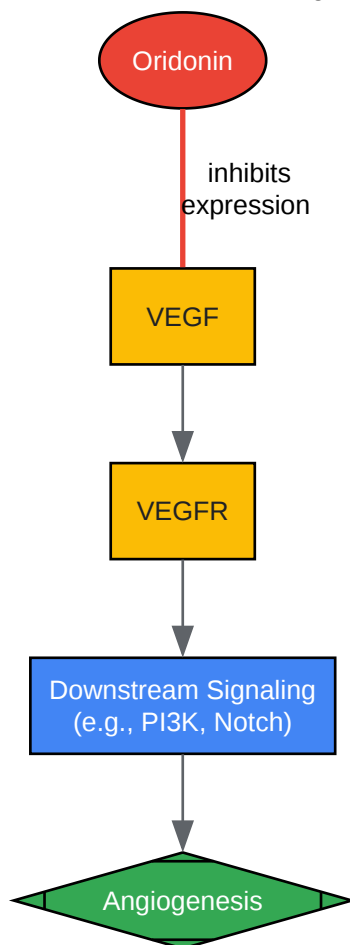 Oridonin
inhibits
expression
VEGF
VEGFR
Downstream Signaling
(e.g., PI3K, Notch)
Angiogenesis